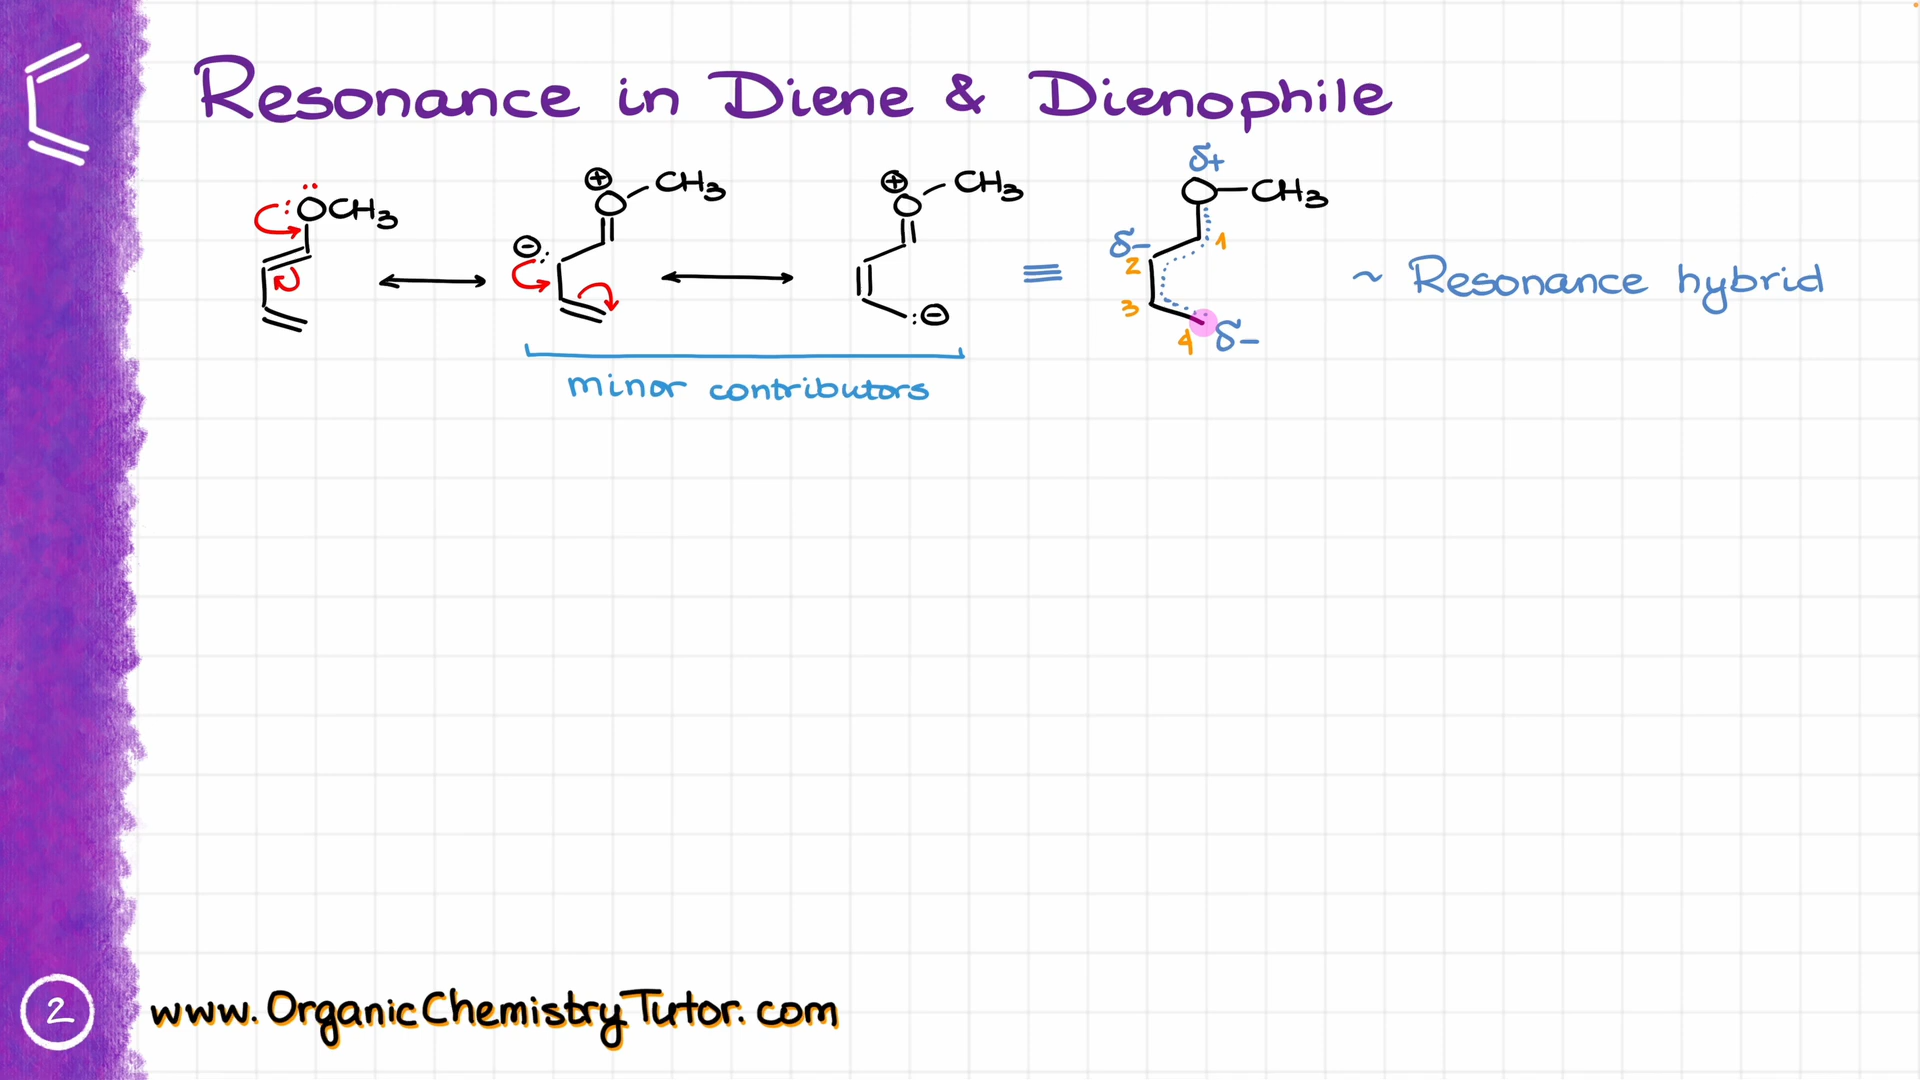 Resonance in Diene & Dienophile
:ÖCH₃
⊕
O–CH₃
⊖:
⊕
O–CH₃
:⊖
≡
δ+
O–CH₃
δ−
1
2
3
4
δ−
~ Resonance hybrid
minor contributors
2
www.OrganicChemistryTutor.com